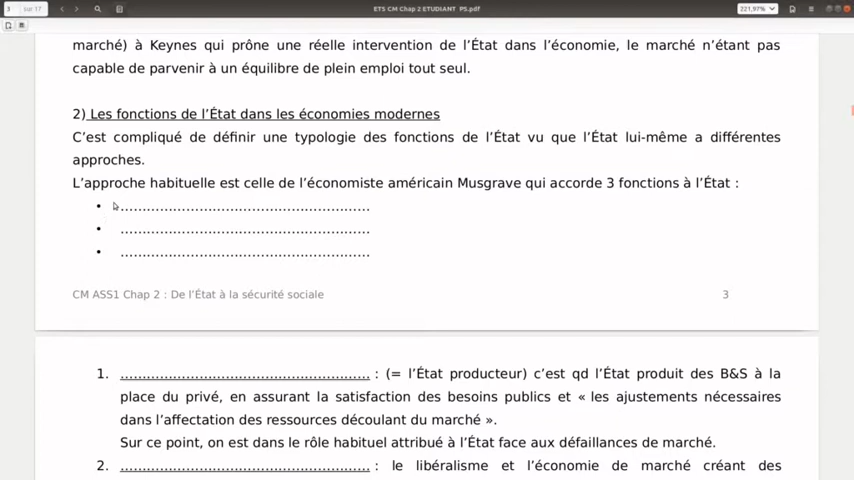 3
sur 17
ETS CM Chap 2 ETUDIANT P5.pdf
221,97%
marché) à Keynes qui prône une réelle intervention de l’État dans l’économie, le marché n’étant pas
capable de parvenir à un équilibre de plein emploi tout seul.
2) Les fonctions de l’État dans les économies modernes
C’est compliqué de définir une typologie des fonctions de l’État vu que l’État lui-même a différentes
approches.
L’approche habituelle est celle de l’économiste américain Musgrave qui accorde 3 fonctions à l’État :
• …………………………………………………
• …………………………………………………
• …………………………………………………
CM ASS1 Chap 2 : De l’État à la sécurité sociale 3
1. ………………………………………………… : (= l’État producteur) c’est qd l’État produit des B&S à la
place du privé, en assurant la satisfaction des besoins publics et « les ajustements nécessaires
dans l’affectation des ressources découlant du marché ».
Sur ce point, on est dans le rôle habituel attribué à l’État face aux défaillances de marché.
2. ………………………………………………… : le libéralisme et l’économie de marché créant des